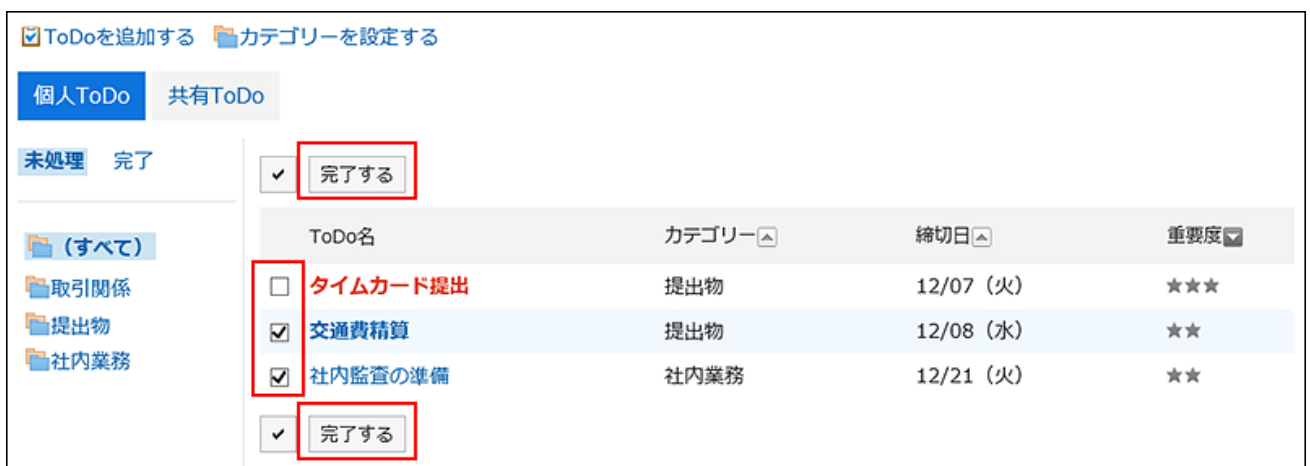 ToDoを追加する カテゴリーを設定する
個人ToDo 共有ToDo
未処理 完了
(すべて)
取引関係
提出物
社内業務
完了する
ToDo名 カテゴリー 締切日 重要度
タイムカード提出 提出物 12/07（火） ★★★
交通費精算 提出物 12/08（水） ★★
社内監査の準備 社内業務 12/21（火） ★★
完了する